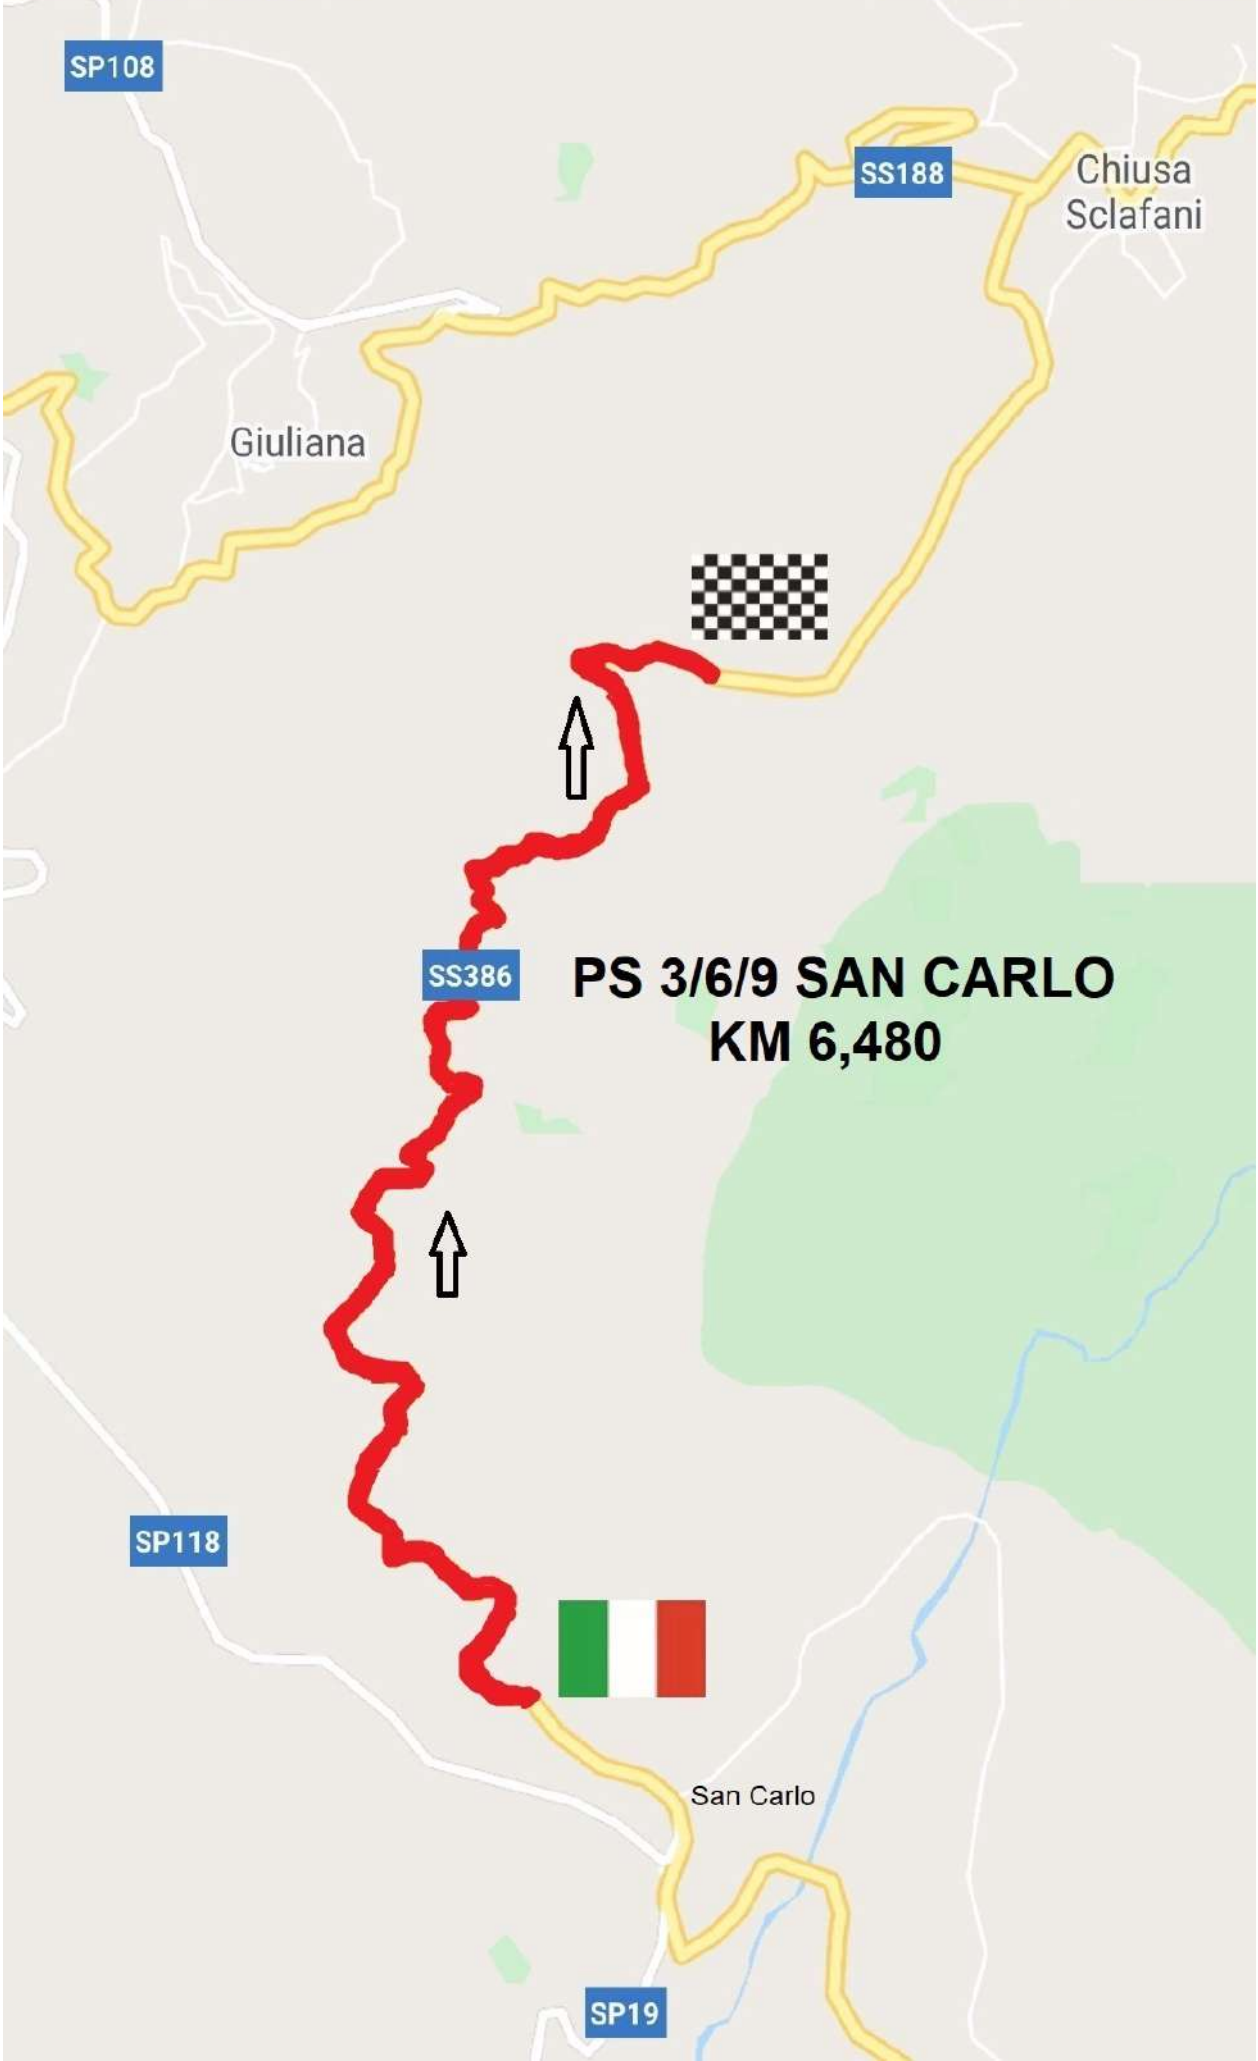 SP108
SS188
Chiusa
Sclafani
Giuliana
SS386
PS 3/6/9 SAN CARLO
KM 6,480
SP118
San Carlo
SP19